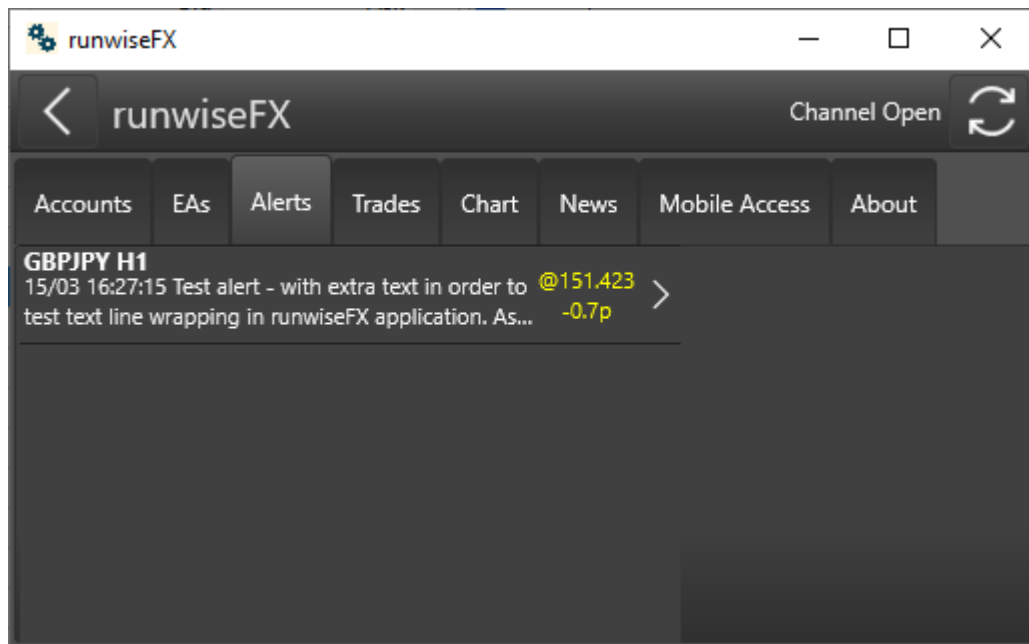 runwiseFX
runwiseFX
Channel Open
Accounts EAs Alerts Trades Chart News Mobile Access About
GBPJPY H1
15/03 16:27:15 Test alert - with extra text in order to
test text line wrapping in runwiseFX application. As...
@151.423
-0.7p